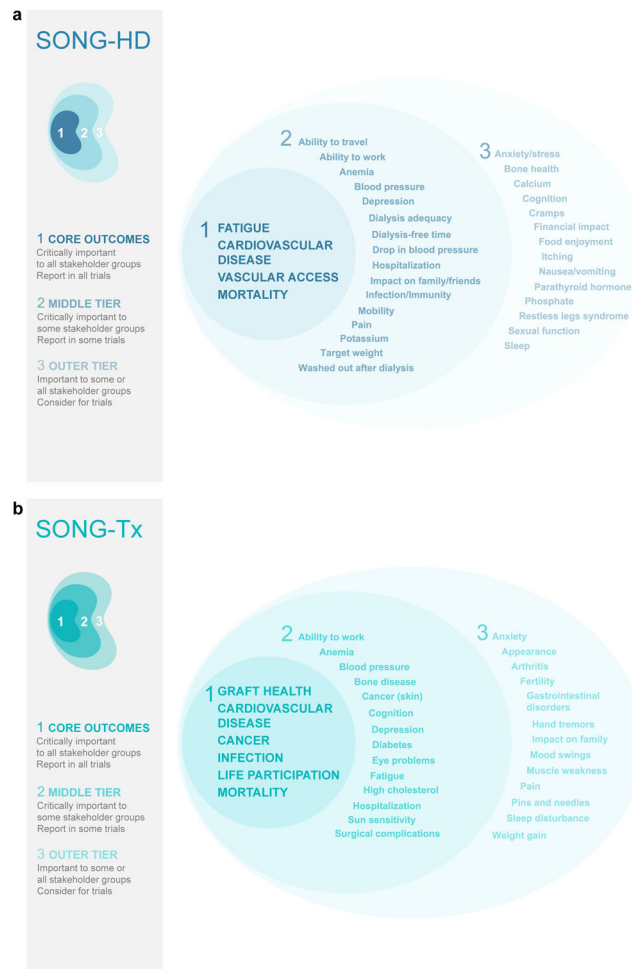 a
SONG-HD
1 2 3
1 CORE OUTCOMES
Critically important
to all stakeholder groups
Report in all trials
2 MIDDLE TIER
Critically important to
some stakeholder groups
Report in some trials
3 OUTER TIER
Important to some or
all stakeholder groups
Consider for trials
1 FATIGUE
CARDIOVASCULAR
DISEASE
VASCULAR ACCESS
MORTALITY
2 Ability to travel
Ability to work
Anemia
Blood pressure
Depression
Dialysis adequacy
Dialysis-free time
Drop in blood pressure
Hospitalization
Impact on family/friends
Infection/Immunity
Mobility
Pain
Potassium
Target weight
Washed out after dialysis
3 Anxiety/stress
Bone health
Calcium
Cognition
Cramps
Financial impact
Food enjoyment
Itching
Nausea/vomiting
Parathyroid hormone
Phosphate
Restless legs syndrome
Sexual function
Sleep
b
SONG-Tx
1 2 3
1 CORE OUTCOMES
Critically important
to all stakeholder groups
Report in all trials
2 MIDDLE TIER
Critically important to
some stakeholder groups
Report in some trials
3 OUTER TIER
Important to some or
all stakeholder groups
Consider for trials
1 GRAFT HEALTH
CARDIOVASCULAR
DISEASE
CANCER
INFECTION
LIFE PARTICIPATION
MORTALITY
2 Ability to work
Anemia
Blood pressure
Bone disease
Cancer (skin)
Cognition
Depression
Diabetes
Eye problems
Fatigue
High cholesterol
Hospitalization
Sun sensitivity
Surgical complications
3 Anxiety
Appearance
Arthritis
Fertility
Gastrointestinal
disorders
Hand tremors
Impact on family
Mood swings
Muscle weakness
Pain
Pins and needles
Sleep disturbance
Weight gain